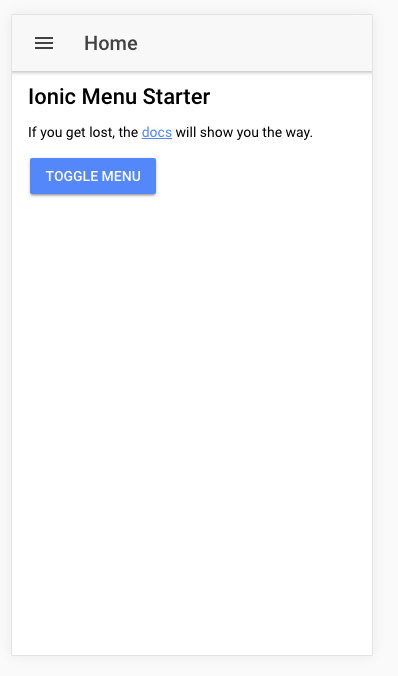 Home
Ionic Menu Starter
If you get lost, the docs will show you the way.
TOGGLE MENU